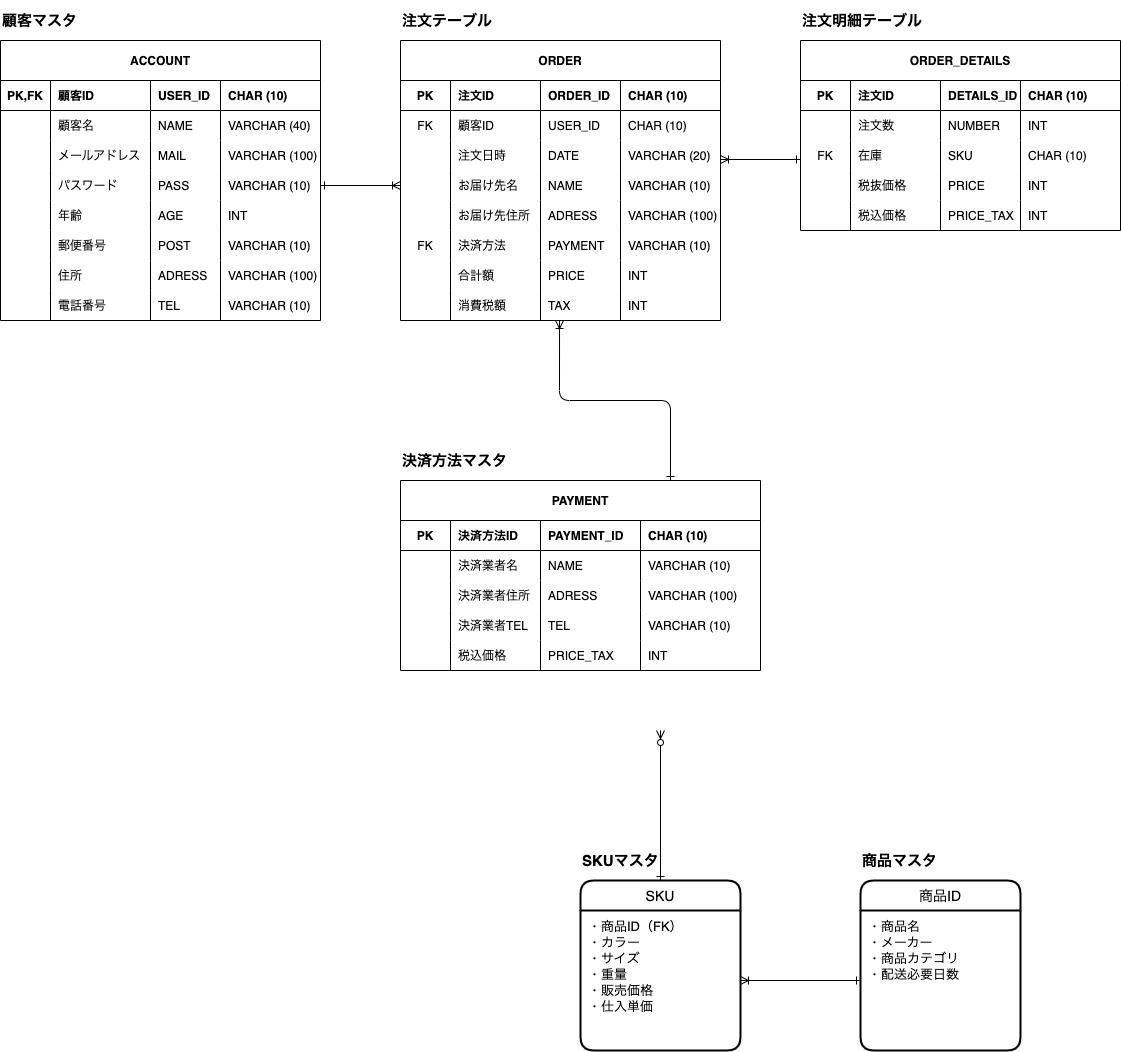 顧客マスタ
ACCOUNT
PK,FK 顧客ID USER_ID CHAR (10)
顧客名 NAME VARCHAR (40)
メールアドレス MAIL VARCHAR (100)
パスワード PASS VARCHAR (10)
年齢 AGE INT
郵便番号 POST VARCHAR (10)
住所 ADRESS VARCHAR (100)
電話番号 TEL VARCHAR (10)
注文テーブル
ORDER
PK 注文ID ORDER_ID CHAR (10)
FK 顧客ID USER_ID CHAR (10)
注文日時 DATE VARCHAR (20)
お届け先名 NAME VARCHAR (10)
お届け先住所 ADRESS VARCHAR (100)
FK 決済方法 PAYMENT VARCHAR (10)
合計額 PRICE INT
消費税額 TAX INT
注文明細テーブル
ORDER_DETAILS
PK 注文ID DETAILS_ID CHAR (10)
注文数 NUMBER INT
FK 在庫 SKU CHAR (10)
税抜価格 PRICE INT
税込価格 PRICE_TAX INT
決済方法マスタ
PAYMENT
PK 決済方法ID PAYMENT_ID CHAR (10)
決済業者名 NAME VARCHAR (10)
決済業者住所 ADRESS VARCHAR (100)
決済業者TEL TEL VARCHAR (10)
税込価格 PRICE_TAX INT
SKUマスタ
SKU
・商品ID（FK）
・カラー
・サイズ
・重量
・販売価格
・仕入単価
商品マスタ
商品ID
・商品名
・メーカー
・商品カテゴリ
・配送必要日数